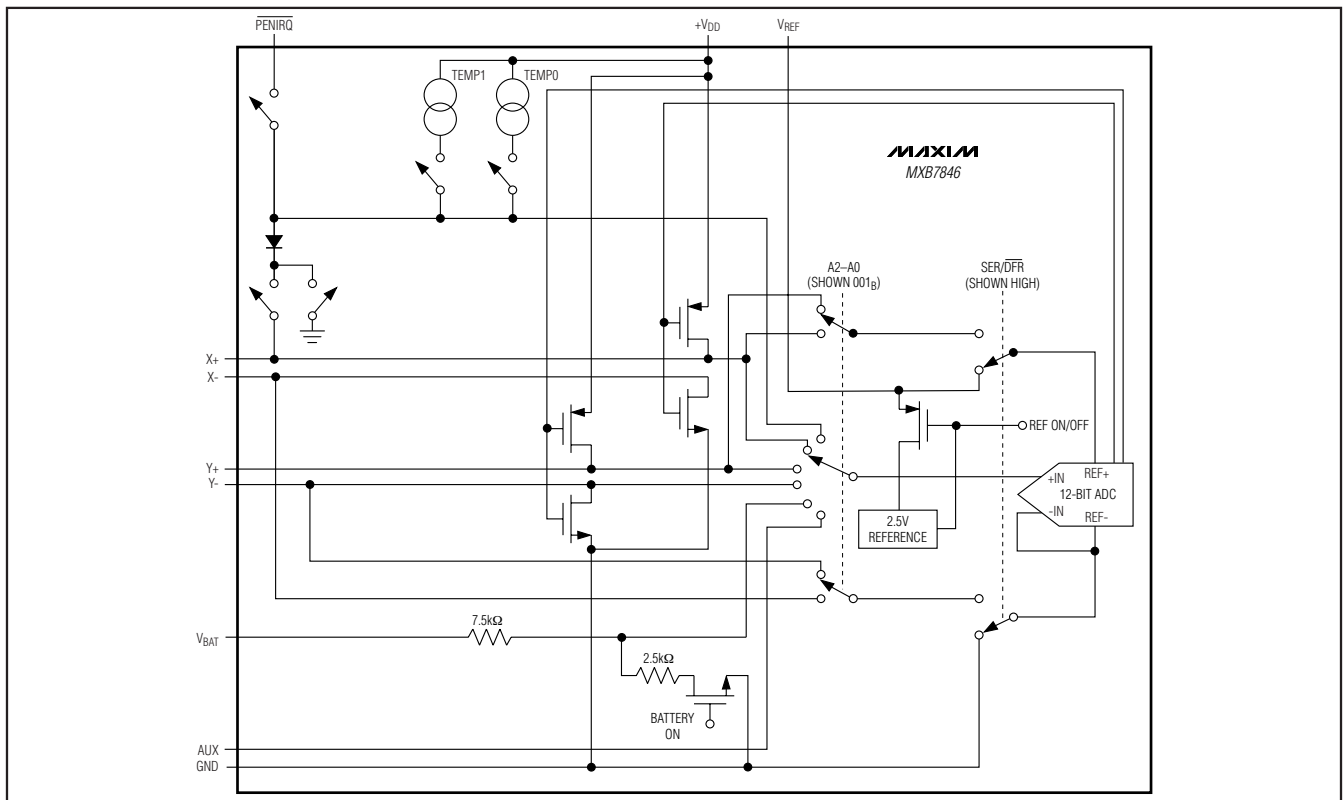 PENIRQ
+VDD
VREF
TEMP1
TEMP0
MAXIM
MXB7846
A2–A0
(SHOWN 001B)
SER/DFR
(SHOWN HIGH)
X+
X-
REF ON/OFF
Y+
Y-
+IN
REF+
12-BIT ADC
-IN
REF-
2.5V
REFERENCE
7.5kΩ
VBAT
2.5kΩ
BATTERY
ON
AUX
GND